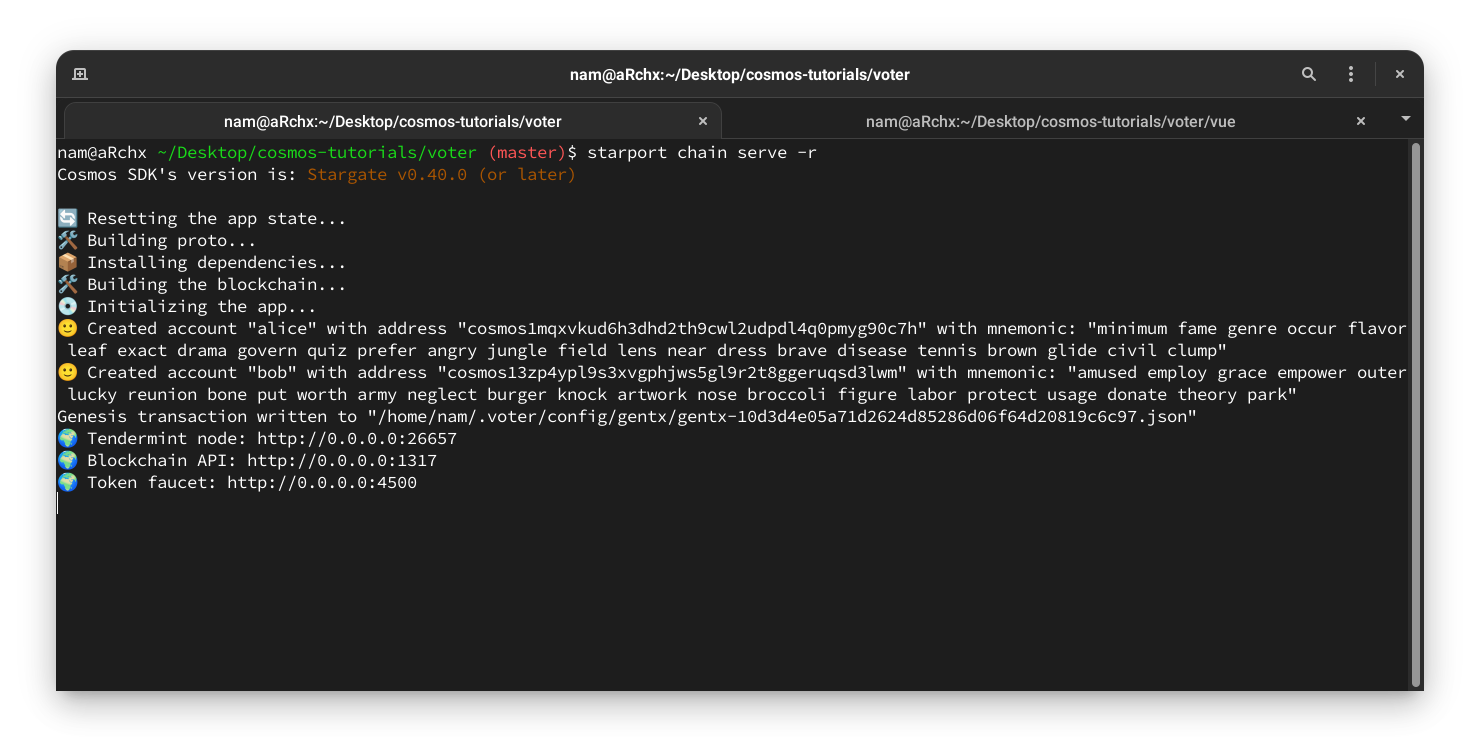 nam@aRchx:~/Desktop/cosmos-tutorials/voter
nam@aRchx:~/Desktop/cosmos-tutorials/voter
nam@aRchx:~/Desktop/cosmos-tutorials/voter/vue
nam@aRchx ~/Desktop/cosmos-tutorials/voter (master)$ starport chain serve -r
Cosmos SDK's version is: Stargate v0.40.0 (or later)
🔄 Resetting the app state...
🛠️ Building proto...
📦 Installing dependencies...
🛠️ Building the blockchain...
💿 Initializing the app...
🙂 Created account "alice" with address "cosmos1mqxvkud6h3dhd2th9cwl2udpdl4q0pmyg90c7h" with mnemonic: "minimum fame genre occur flavor
leaf exact drama govern quiz prefer angry jungle field lens near dress brave disease tennis brown glide civil clump"
🙂 Created account "bob" with address "cosmos13zp4ypl9s3xvgphjws5gl9r2t8ggeruqsd3lwm" with mnemonic: "amused employ grace empower outer
lucky reunion bone put worth army neglect burger knock artwork nose broccoli figure labor protect usage donate theory park"
Genesis transaction written to "/home/nam/.voter/config/gentx/gentx-10d3d4e05a71d2624d85286d06f64d20819c6c97.json"
🌍 Tendermint node: http://0.0.0.0:26657
🌍 Blockchain API: http://0.0.0.0:1317
🌍 Token faucet: http://0.0.0.0:4500